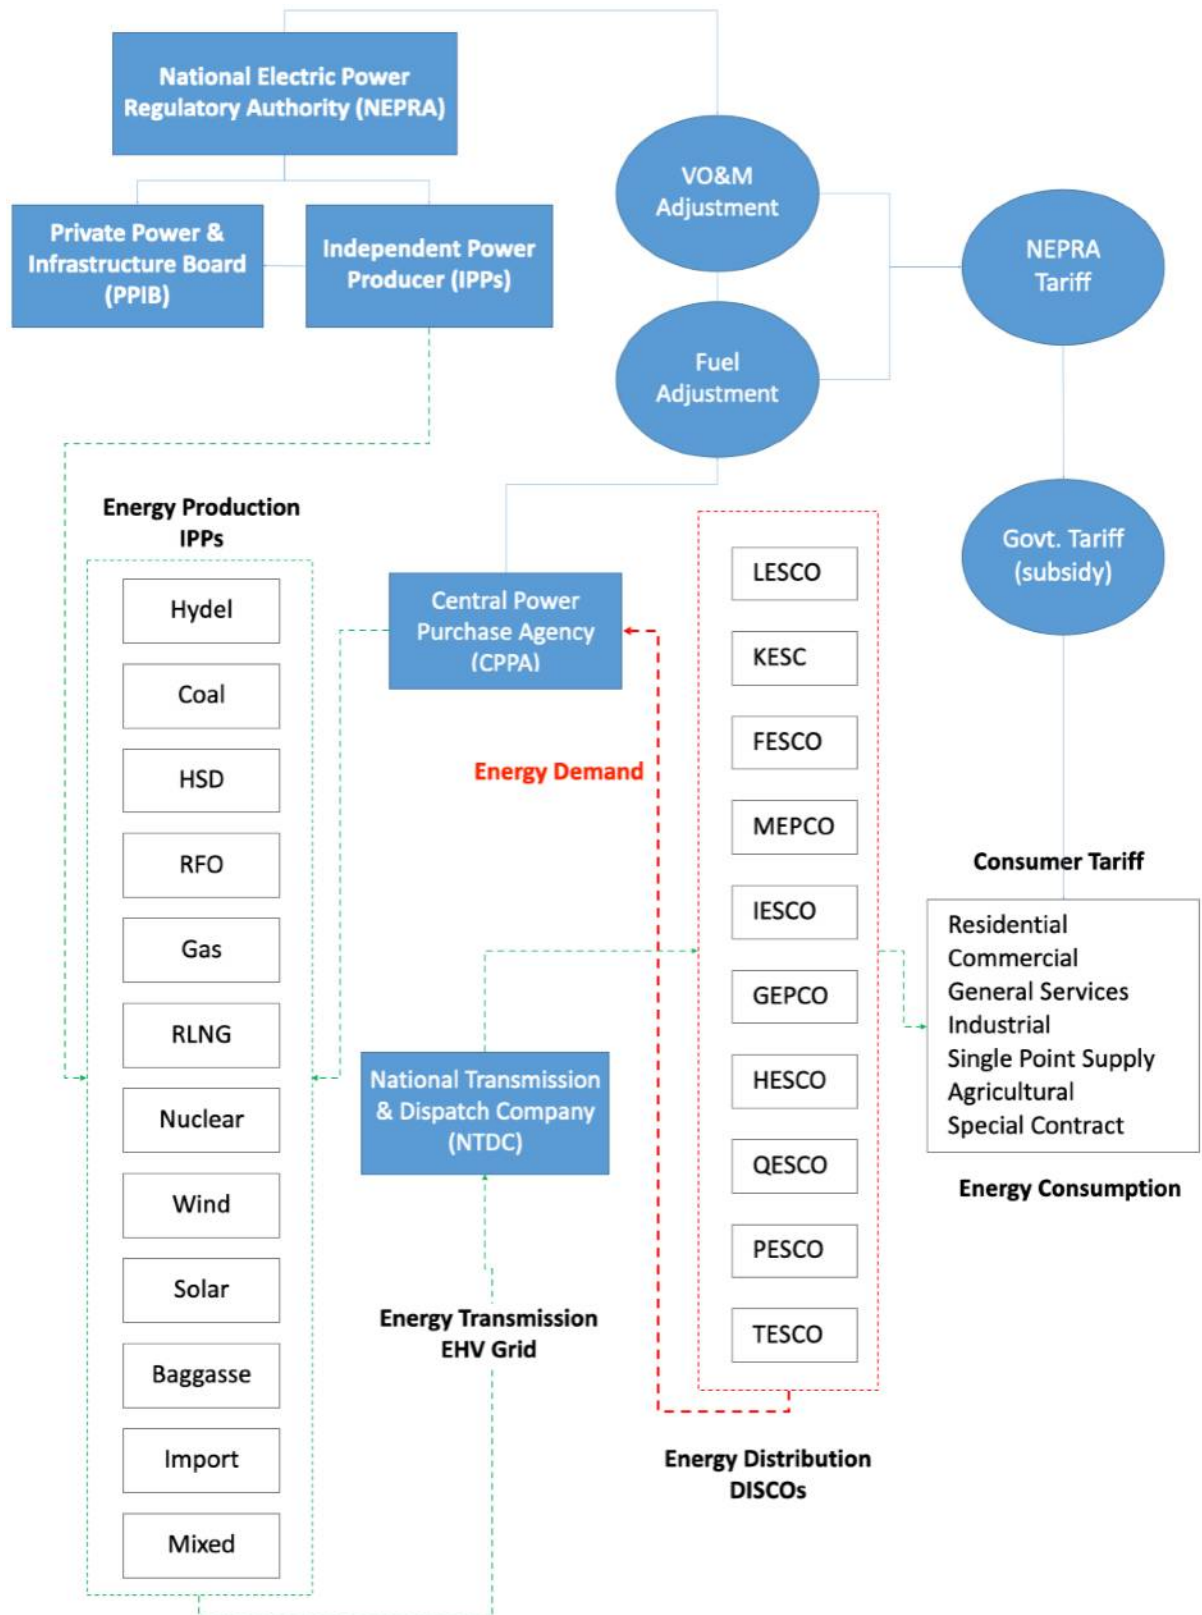 National Electric Power
Regulatory Authority (NEPRA)
Private Power &
Infrastructure Board
(PPIB)
Independent Power
Producer (IPPs)
VO&M
Adjustment
Fuel
Adjustment
NEPRA
Tariff
Govt. Tariff
(subsidy)
Energy Production
IPPs
Hydel
Coal
HSD
RFO
Gas
RLNG
Nuclear
Wind
Solar
Baggasse
Import
Mixed
Central Power
Purchase Agency
(CPPA)
Energy Demand
National Transmission
& Dispatch Company
(NTDC)
Energy Transmission
EHV Grid
LESCO
KESC
FESCO
MEPCO
IESCO
GEPCO
HESCO
QESCO
PESCO
TESCO
Energy Distribution
DISCOs
Consumer Tariff
Residential
Commercial
General Services
Industrial
Single Point Supply
Agricultural
Special Contract
Energy Consumption